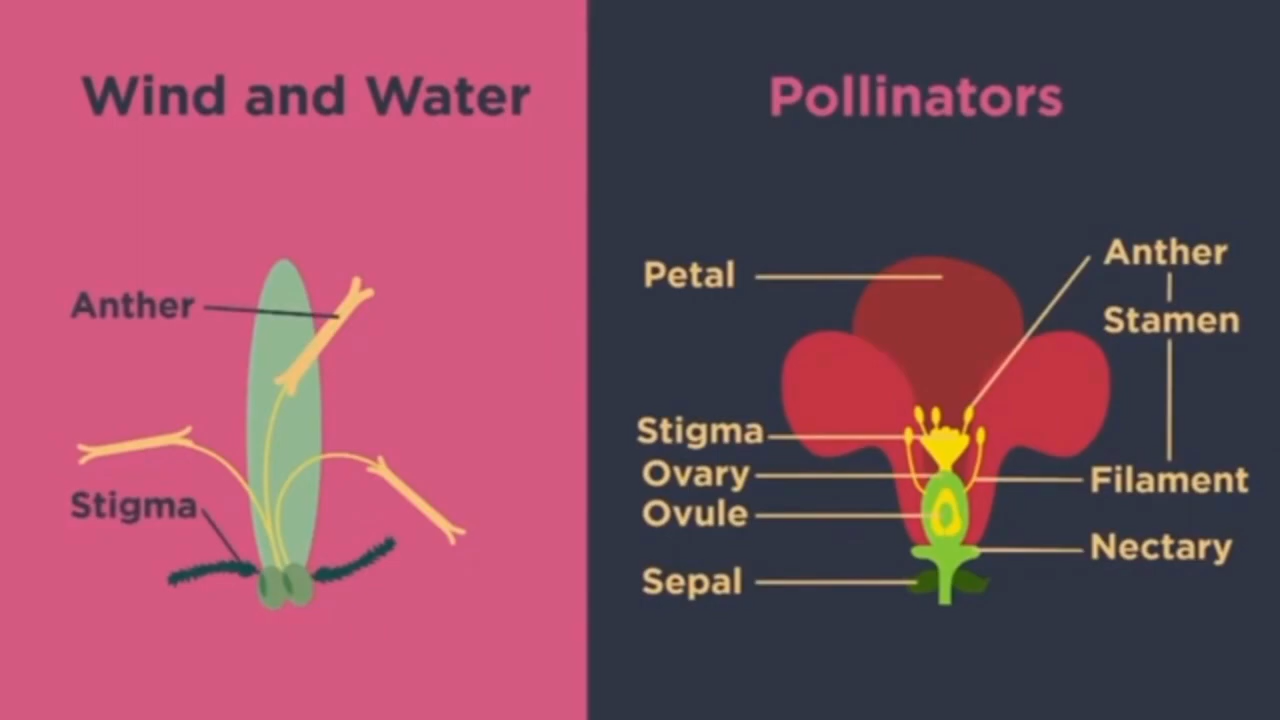 Wind and Water
Anther
Stigma
Pollinators
Petal
Stigma
Ovary
Ovule
Sepal
Anther
Stamen
Filament
Nectary